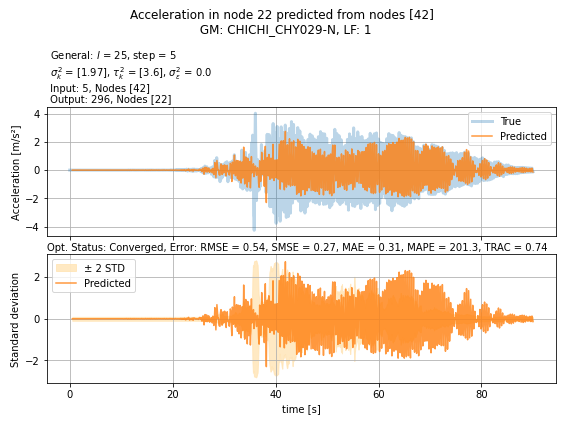 Acceleration in node 22 predicted from nodes [42]
GM: CHICHI_CHY029-N, LF: 1
General: l = 25, step = 5
σ²ₖ = [1.97], τ²ₖ = [3.6], σ²ε = 0.0
Input: 5, Nodes [42]
Output: 296, Nodes [22]
Acceleration [m/s²]
4
2
0
−2
−4
True
Predicted
Opt. Status: Converged, Error: RMSE = 0.54, SMSE = 0.27, MAE = 0.31, MAPE = 201.3, TRAC = 0.74
Standard deviation
2
0
−2
± 2 STD
Predicted
0 20 40 60 80
time [s]